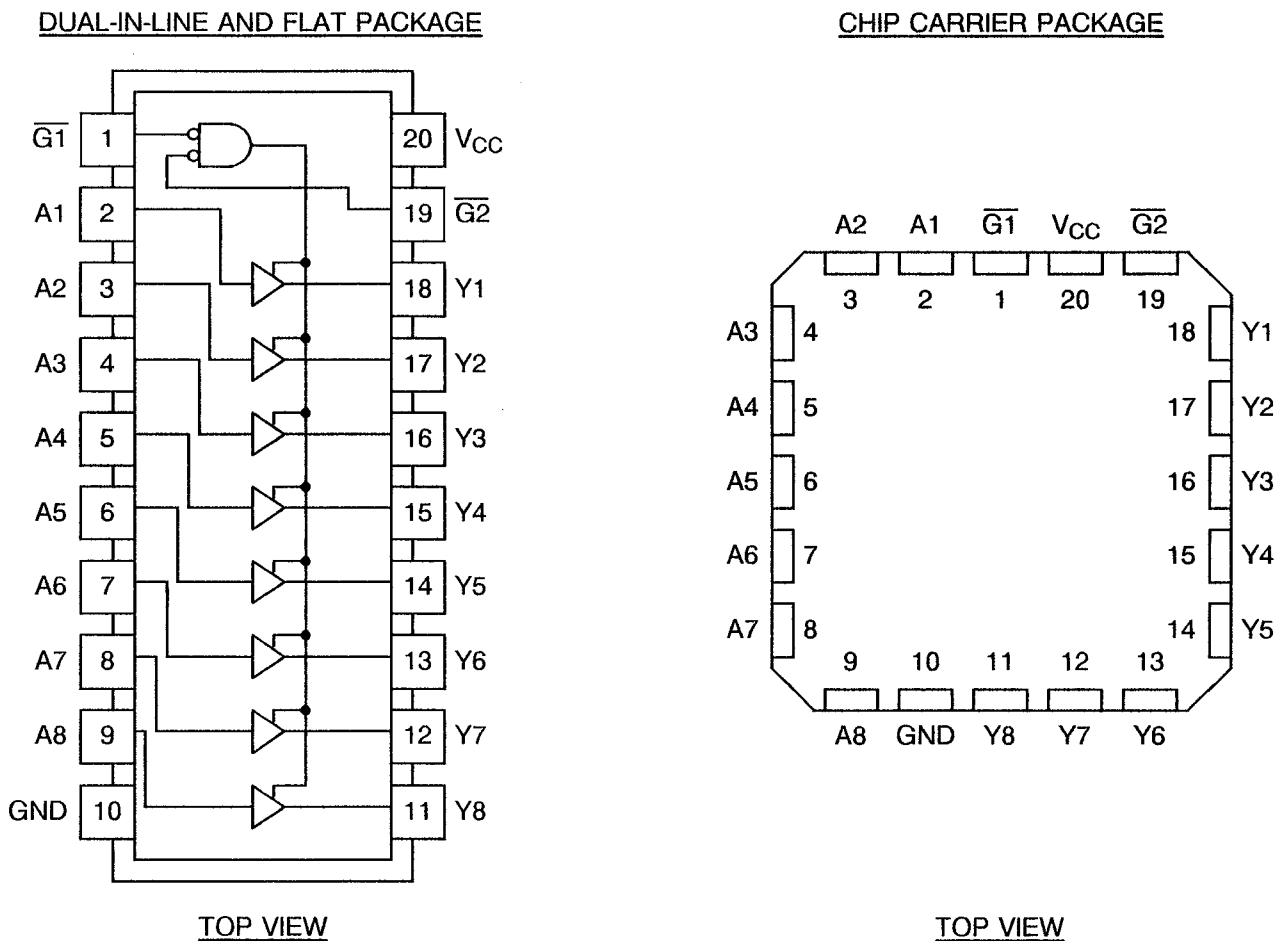 DUAL-IN-LINE AND FLAT PACKAGE
G1 1 20 VCC
A1 2 19 G2
A2 3 18 Y1
A3 4 17 Y2
A4 5 16 Y3
A5 6 15 Y4
A6 7 14 Y5
A7 8 13 Y6
A8 9 12 Y7
GND 10 11 Y8
TOP VIEW
CHIP CARRIER PACKAGE
A2 A1 G1 VCC G2
3 2 1 20 19
A3 4 18 Y1
A4 5 17 Y2
A5 6 16 Y3
A6 7 15 Y4
A7 8 14 Y5
9 10 11 12 13
A8 GND Y8 Y7 Y6
TOP VIEW